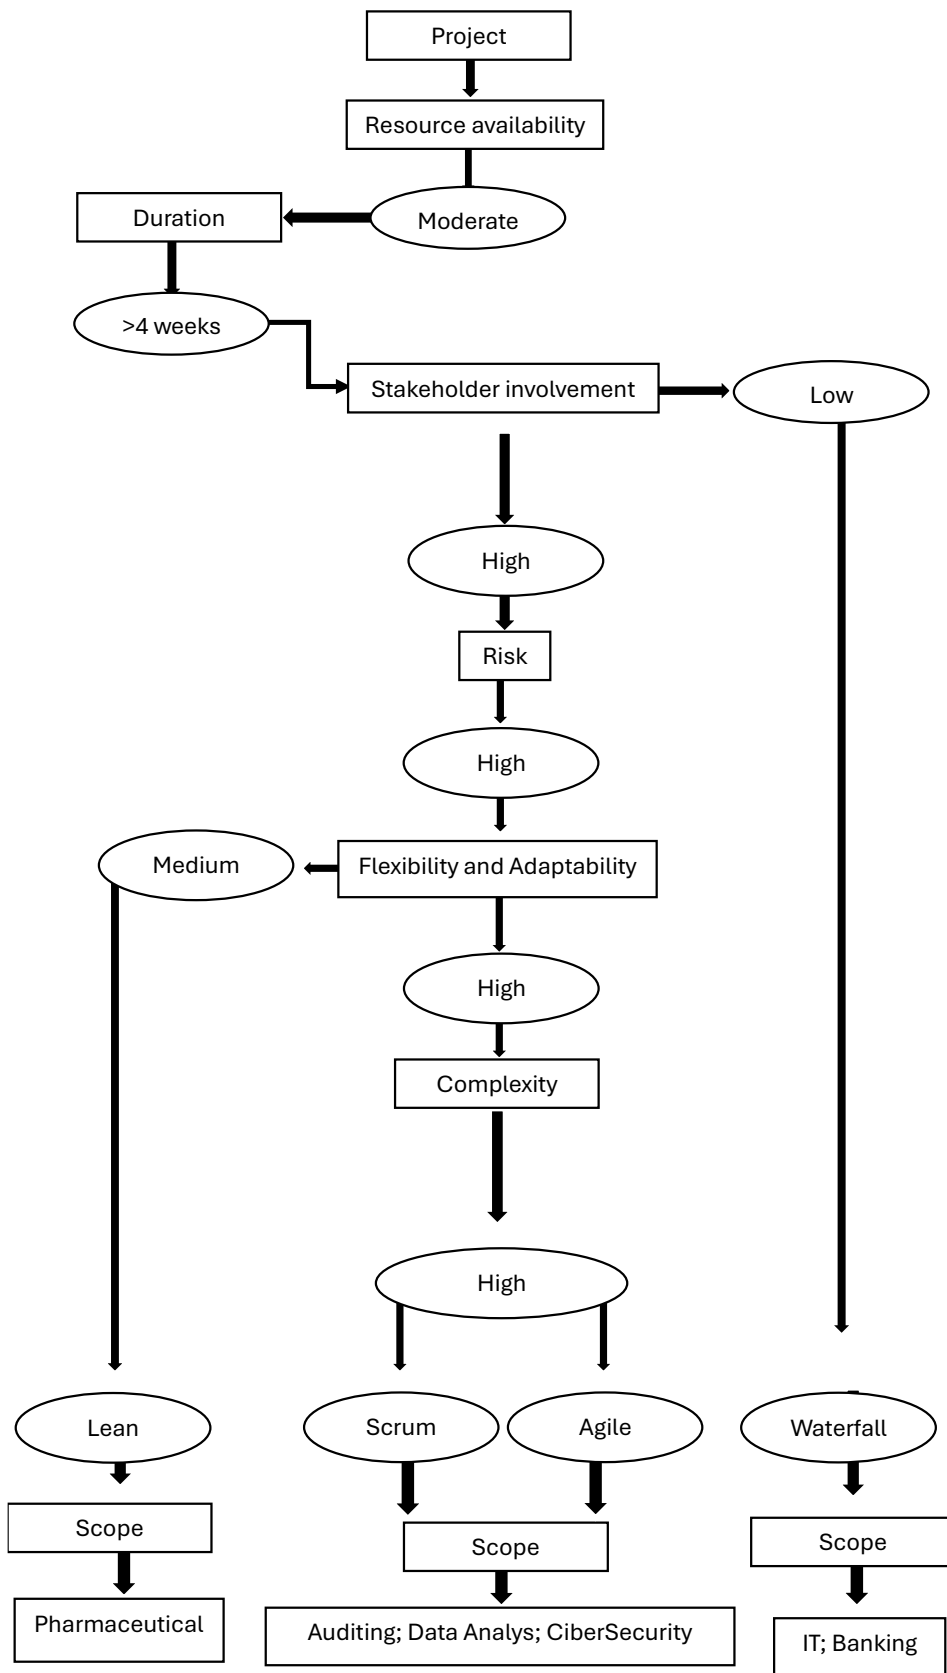 Project
Resource availability
Duration
Moderate
>4 weeks
Stakeholder involvement
Low
High
Risk
High
Medium
Flexibility and Adaptability
High
Complexity
High
Lean
Scrum
Agile
Waterfall
Scope
Scope
Scope
Pharmaceutical
Auditing; Data Analys; CiberSecurity
IT; Banking